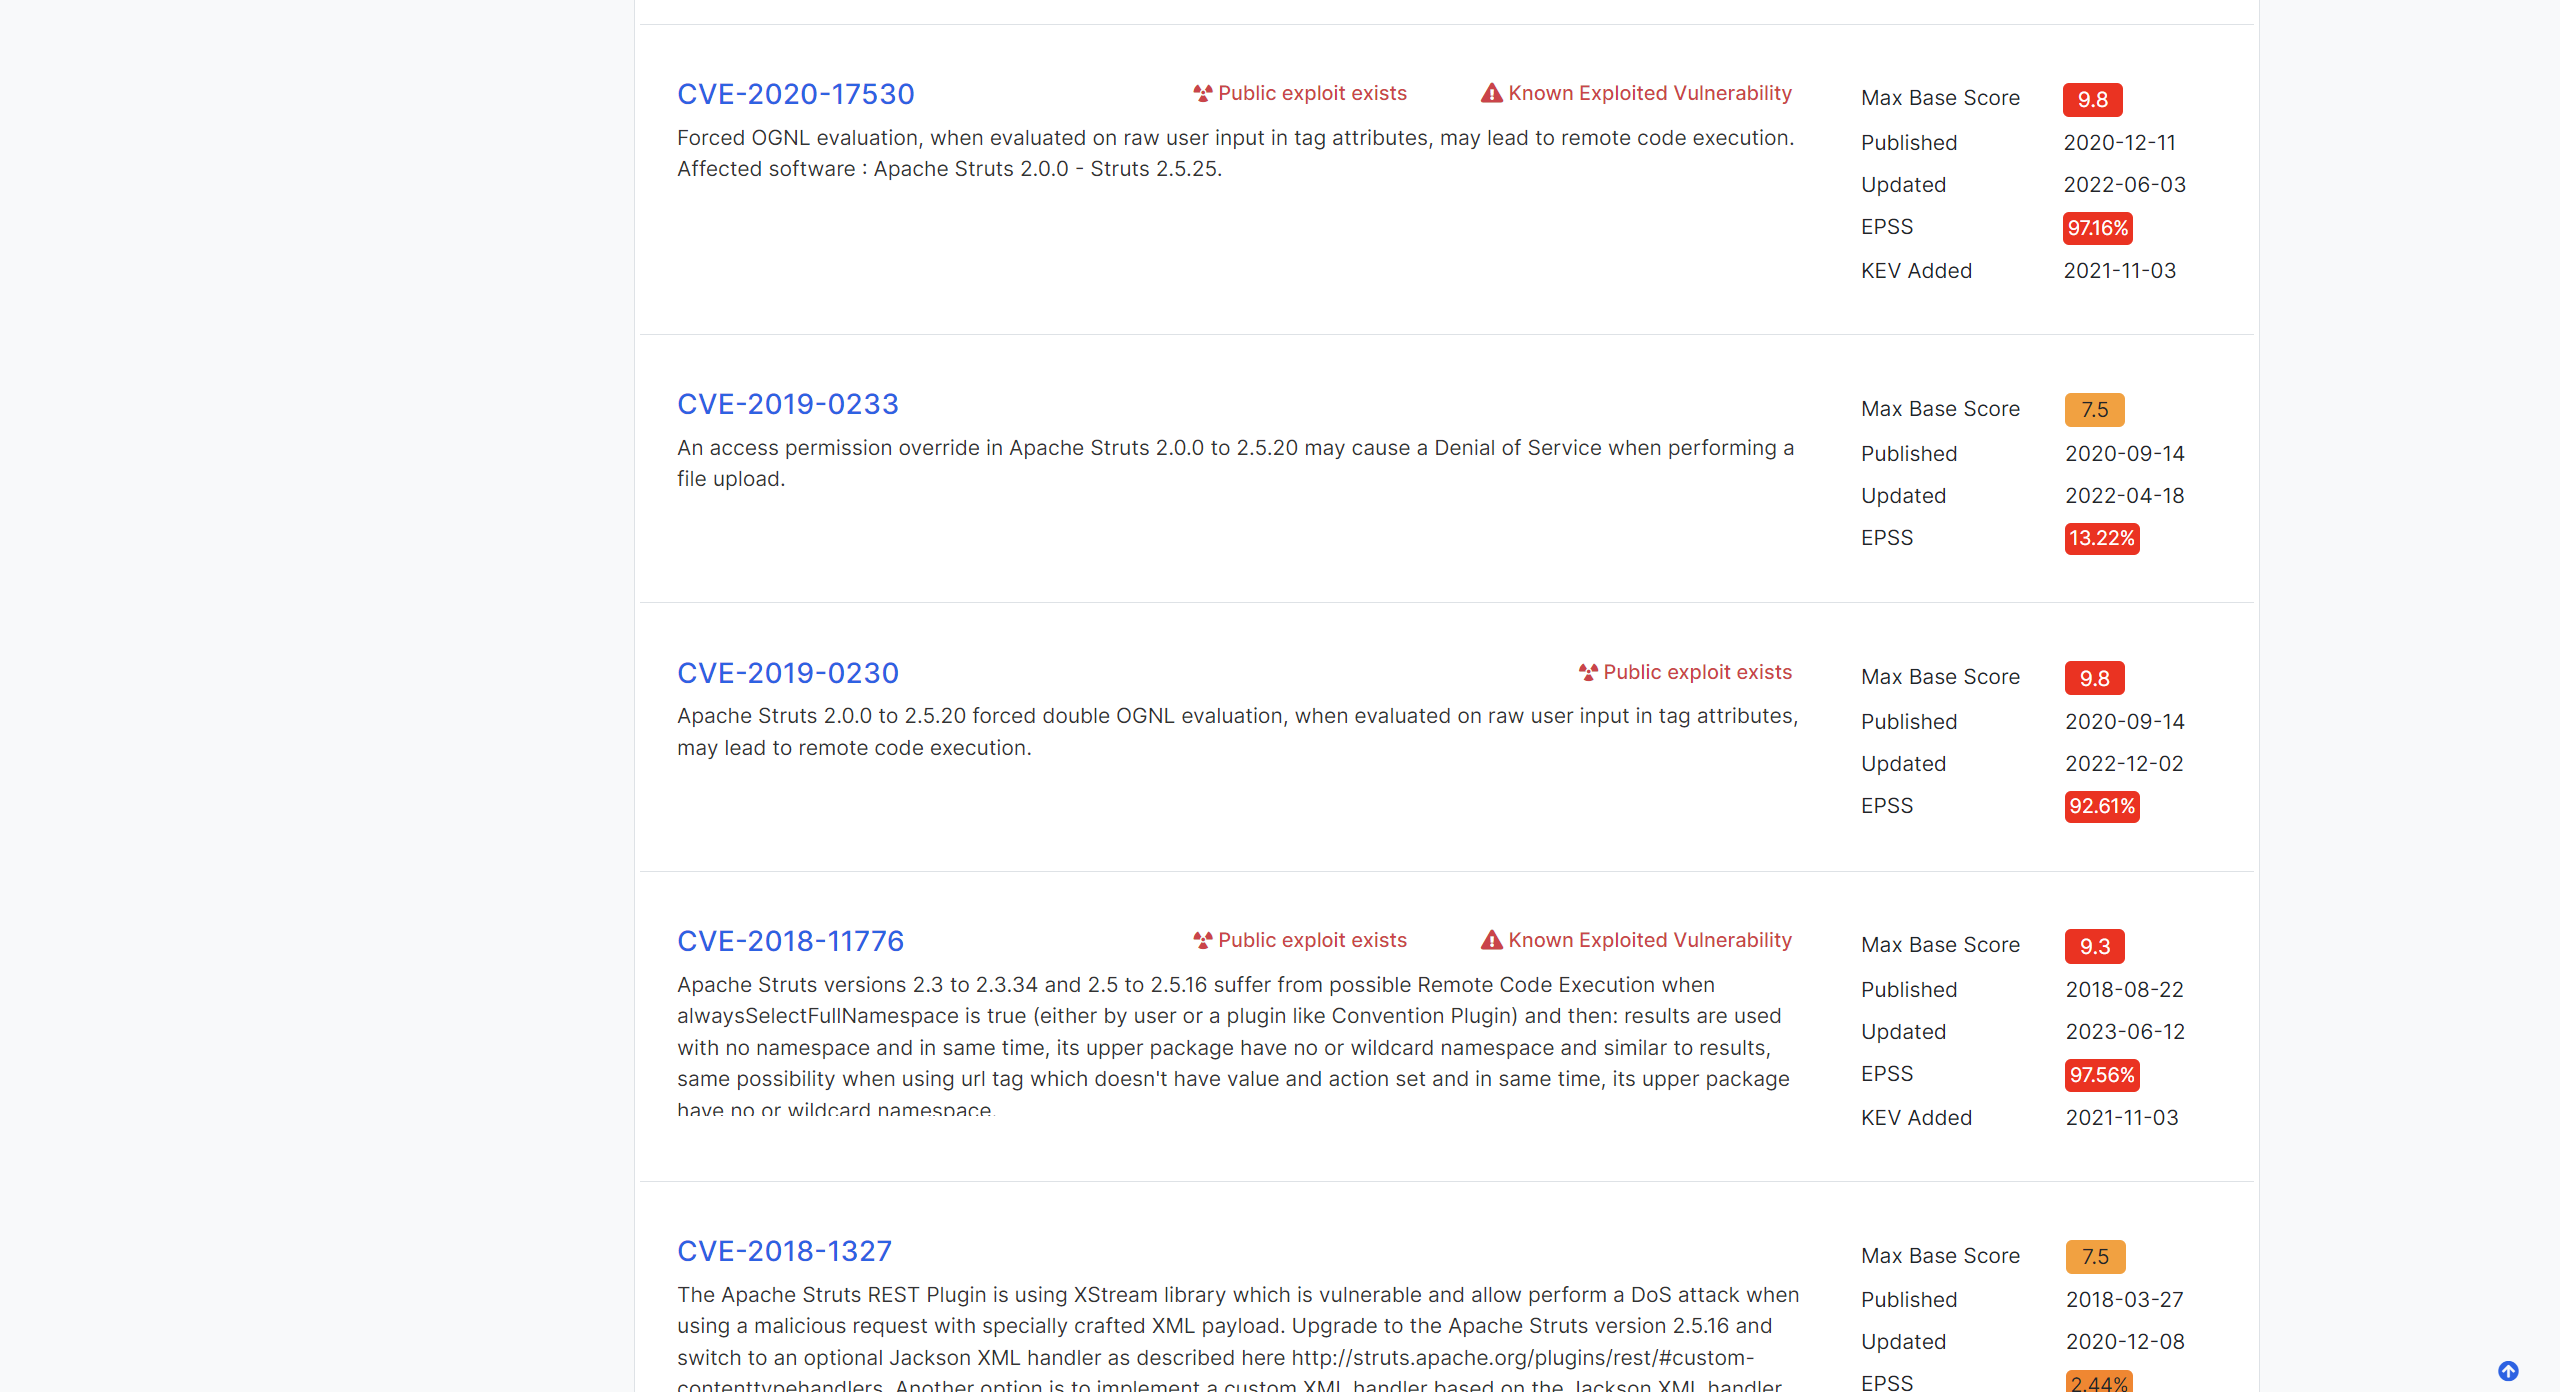 CVE-2020-17530 Public exploit exists Known Exploited Vulnerability
Forced OGNL evaluation, when evaluated on raw user input in tag attributes, may lead to remote code execution.
Affected software : Apache Struts 2.0.0 - Struts 2.5.25.
Max Base Score 9.8
Published 2020-12-11
Updated 2022-06-03
EPSS 97.16%
KEV Added 2021-11-03
CVE-2019-0233
An access permission override in Apache Struts 2.0.0 to 2.5.20 may cause a Denial of Service when performing a
file upload.
Max Base Score 7.5
Published 2020-09-14
Updated 2022-04-18
EPSS 13.22%
CVE-2019-0230 Public exploit exists
Apache Struts 2.0.0 to 2.5.20 forced double OGNL evaluation, when evaluated on raw user input in tag attributes,
may lead to remote code execution.
Max Base Score 9.8
Published 2020-09-14
Updated 2022-12-02
EPSS 92.61%
CVE-2018-11776 Public exploit exists Known Exploited Vulnerability
Apache Struts versions 2.3 to 2.3.34 and 2.5 to 2.5.16 suffer from possible Remote Code Execution when
alwaysSelectFullNamespace is true (either by user or a plugin like Convention Plugin) and then: results are used
with no namespace and in same time, its upper package have no or wildcard namespace and similar to results,
same possibility when using url tag which doesn't have value and action set and in same time, its upper package
have no or wildcard namespace.
Max Base Score 9.3
Published 2018-08-22
Updated 2023-06-12
EPSS 97.56%
KEV Added 2021-11-03
CVE-2018-1327
The Apache Struts REST Plugin is using XStream library which is vulnerable and allow perform a DoS attack when
using a malicious request with specially crafted XML payload. Upgrade to the Apache Struts version 2.5.16 and
switch to an optional Jackson XML handler as described here http://struts.apache.org/plugins/rest/#custom-
contenttypehandlers. Another option is to implement a custom XML handler based on the Jackson XML handler
Max Base Score 7.5
Published 2018-03-27
Updated 2020-12-08
EPSS 2.44%